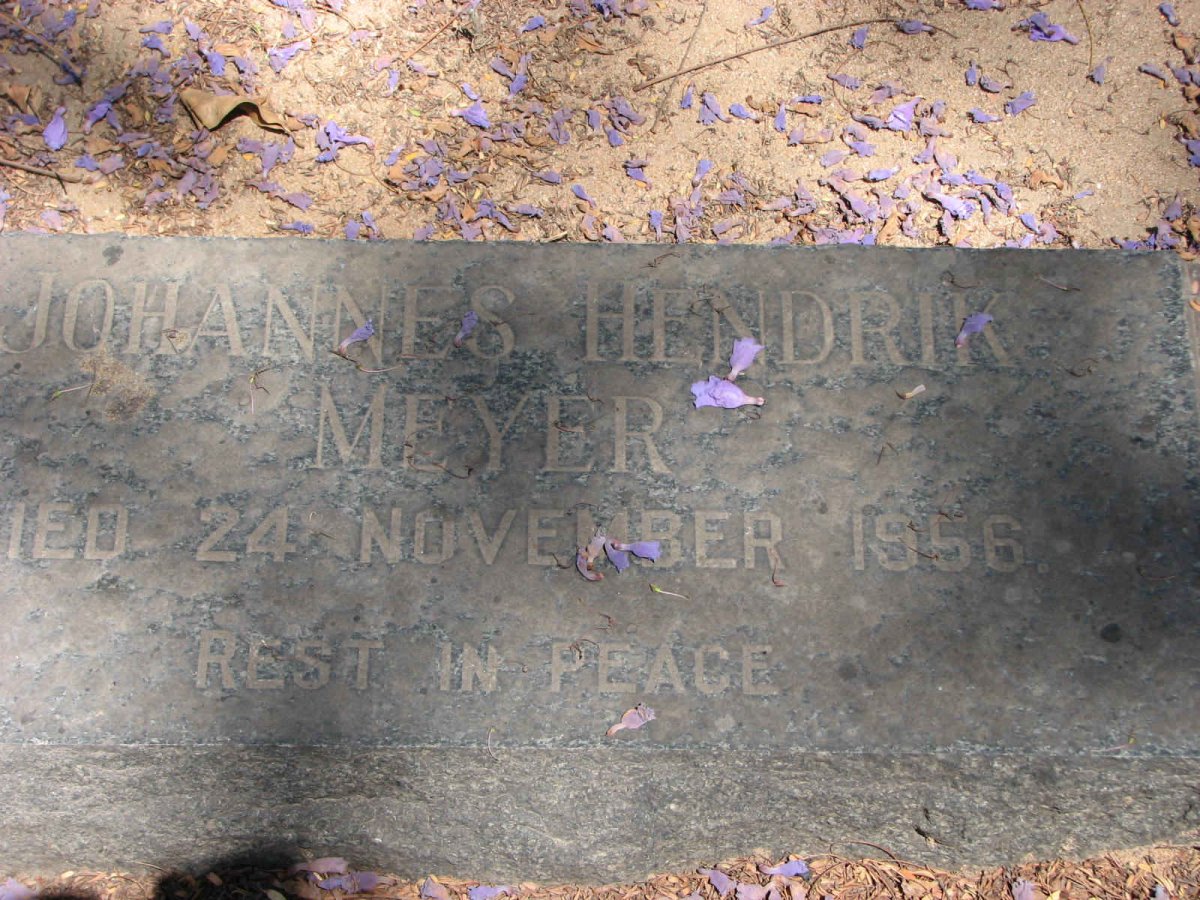 JOHANNES HENDRIK
MEYER
IED 24 NOVEMBER 1956.
REST IN PEACE